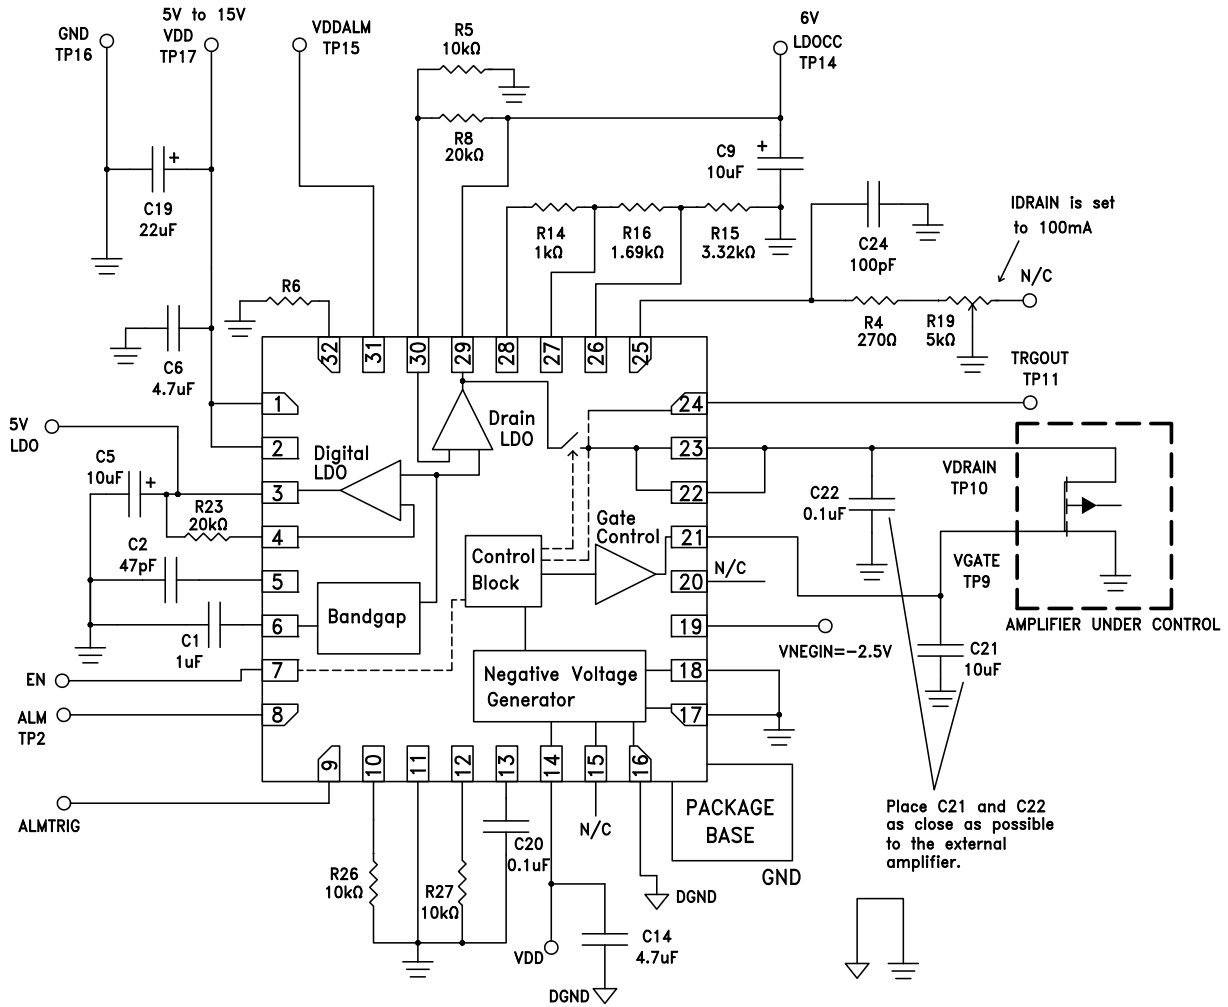 5V to 15V
GND
TP16
VDD
TP17
VDDALM
TP15
R5
10kΩ
6V
LDOCC
TP14
R8
20kΩ
+
C9
10uF
+
C19
22uF
R14
1kΩ
R16
1.69kΩ
R15
3.32kΩ
C24
100pF
IDRAIN is set
to 100mA
N/C
R6
R4
270Ω
R19
5kΩ
C6
4.7uF
32
31
30
29
28
27
26
25
TRGOUT
TP11
5V
LDO
1
2
3
4
5
6
7
8
24
23
22
21
20
19
18
17
Drain
LDO
Digital
LDO
C5
10uF
+
R23
20kΩ
C2
47pF
C1
1uF
Gate
Control
Control
Block
Bandgap
Negative Voltage
Generator
N/C
C22
0.1uF
VDRAIN
TP10
VGATE
TP9
AMPLIFIER UNDER CONTROL
VNEGIN=-2.5V
C21
10uF
EN
ALM
TP2
ALMTRIG
9
10
11
12
13
14
15
16
PACKAGE
BASE
GND
N/C
C20
0.1uF
R26
10kΩ
R27
10kΩ
DGND
VDD
C14
4.7uF
DGND
Place C21 and C22
as close as possible
to the external
amplifier.